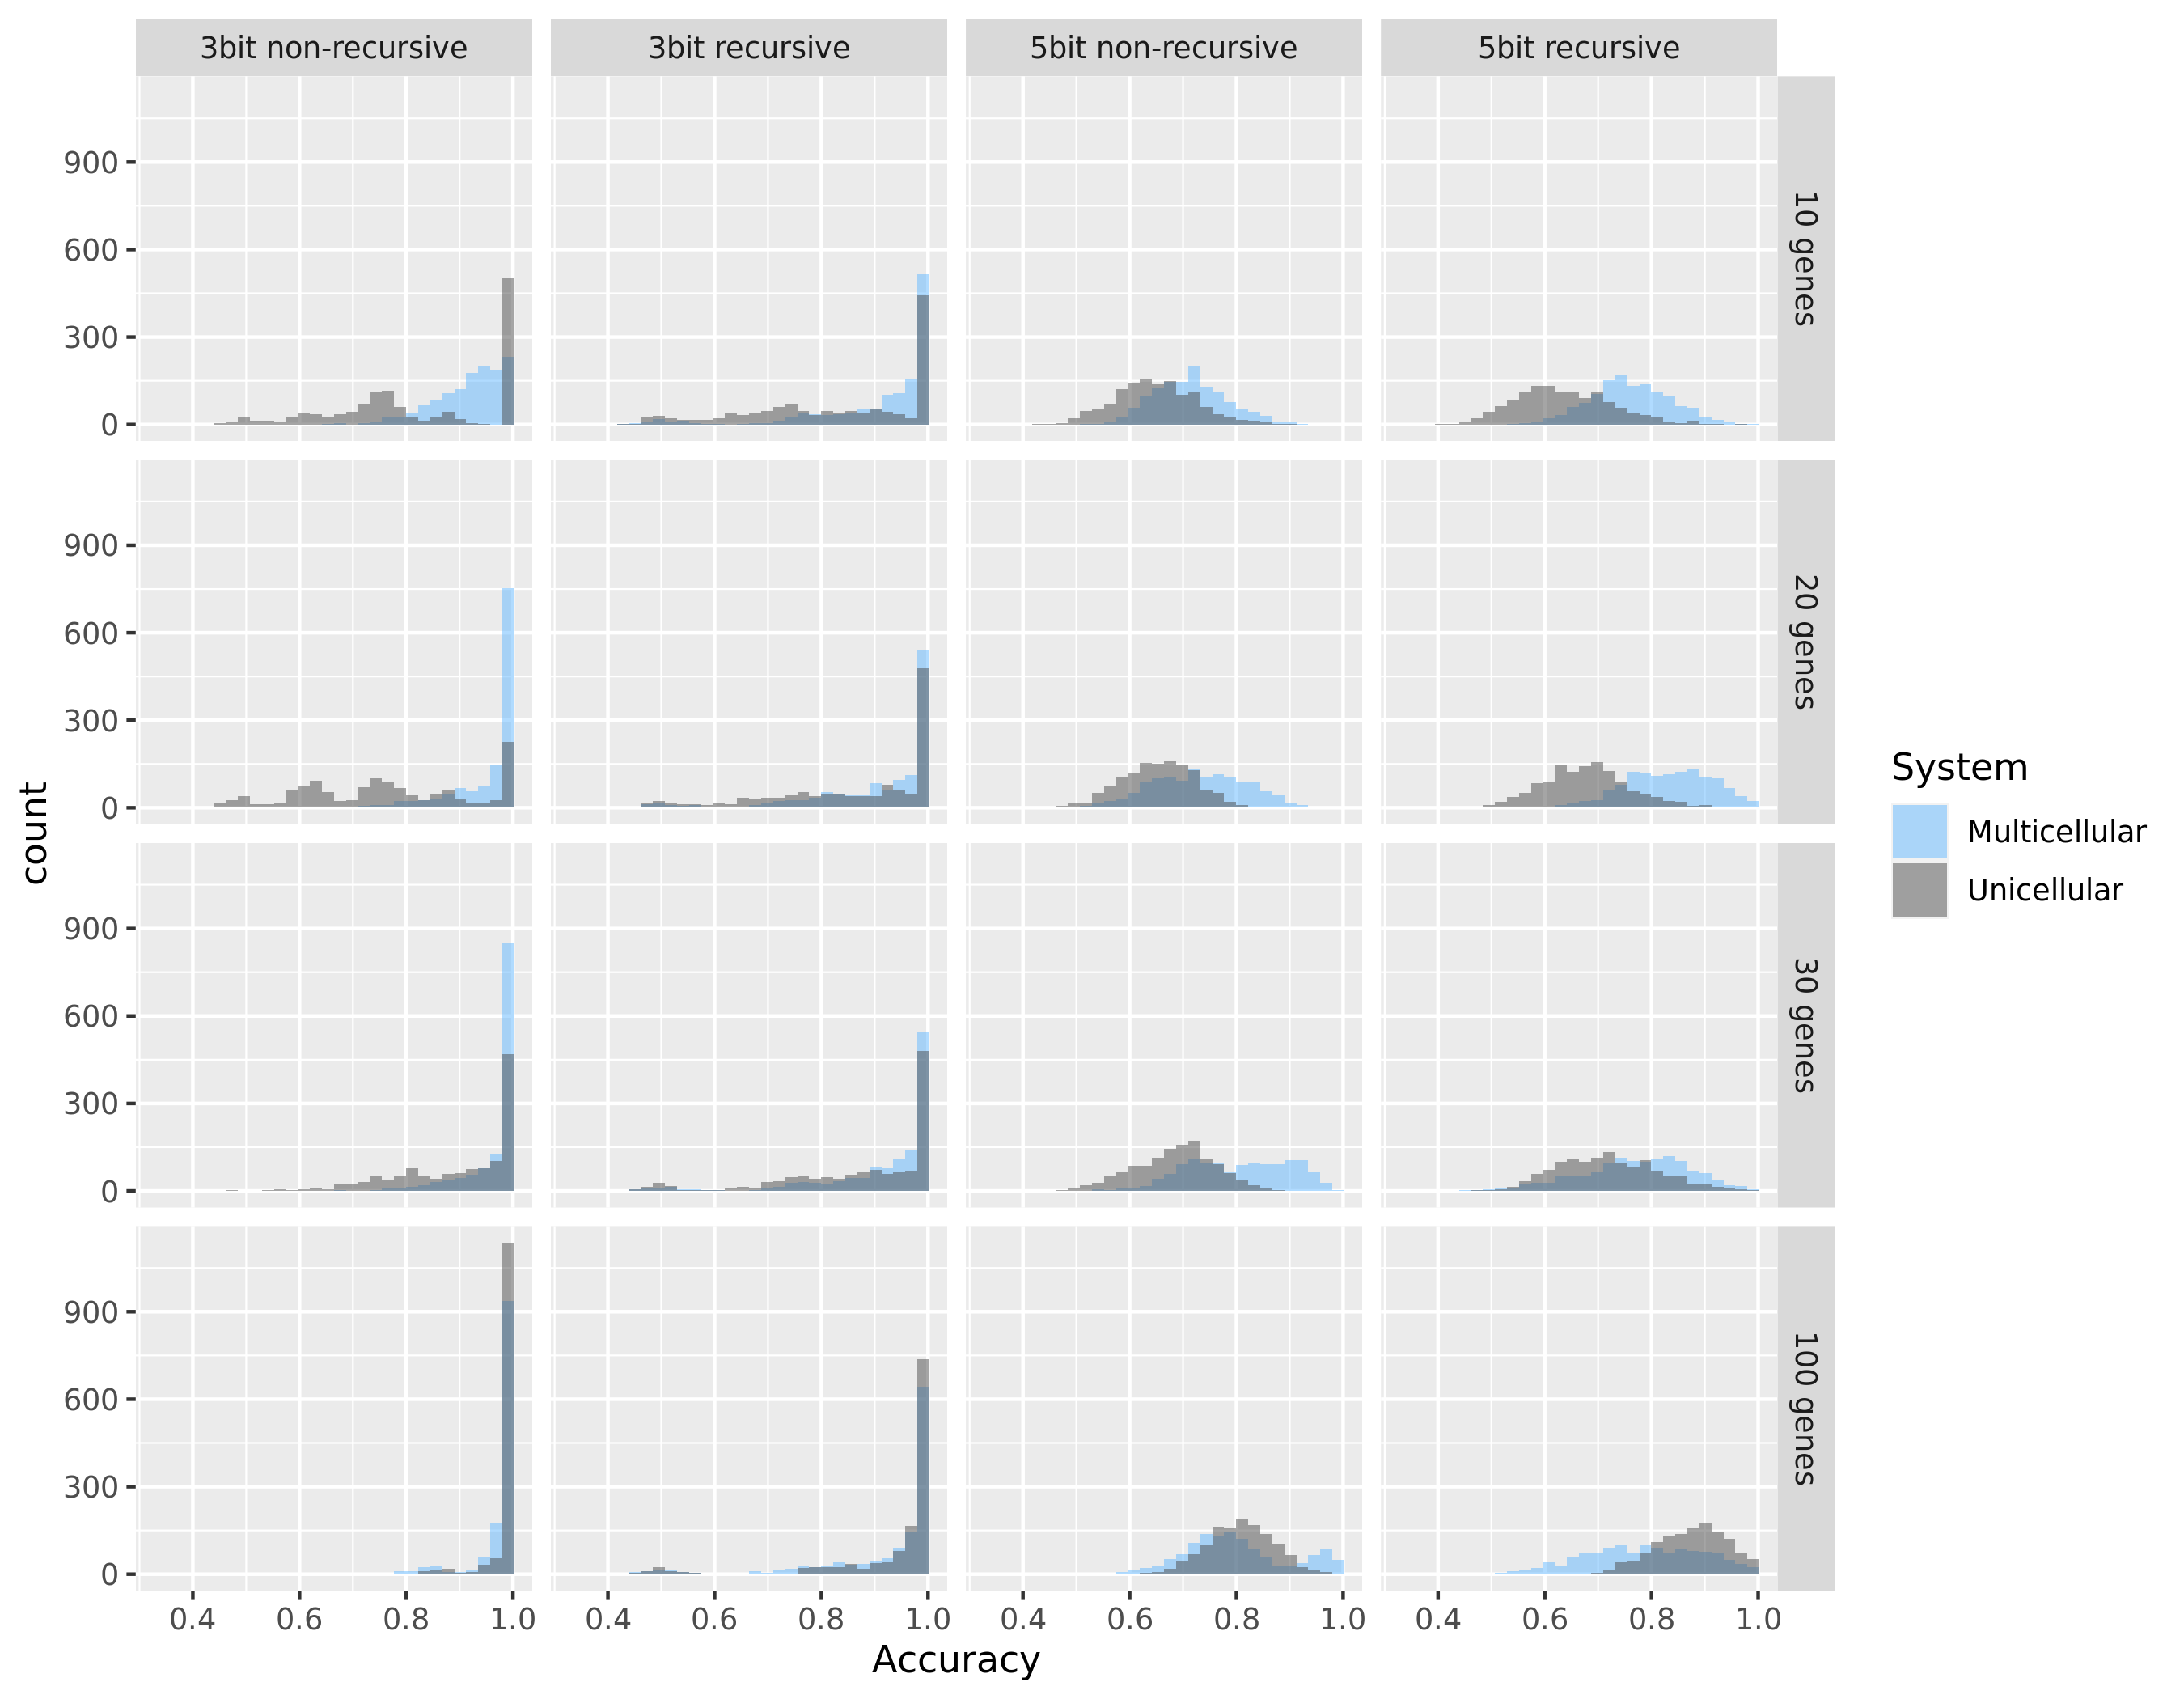 3bit non-recursive 3bit recursive 5bit non-recursive 5bit recursive
900
600
300
0
10 genes
900
600
300
0
20 genes
900
600
300
0
30 genes
900
600
300
0
100 genes
count
0.4 0.6 0.8 1.0 0.4 0.6 0.8 1.0 0.4 0.6 0.8 1.0 0.4 0.6 0.8 1.0
Accuracy
System
Multicellular
Unicellular